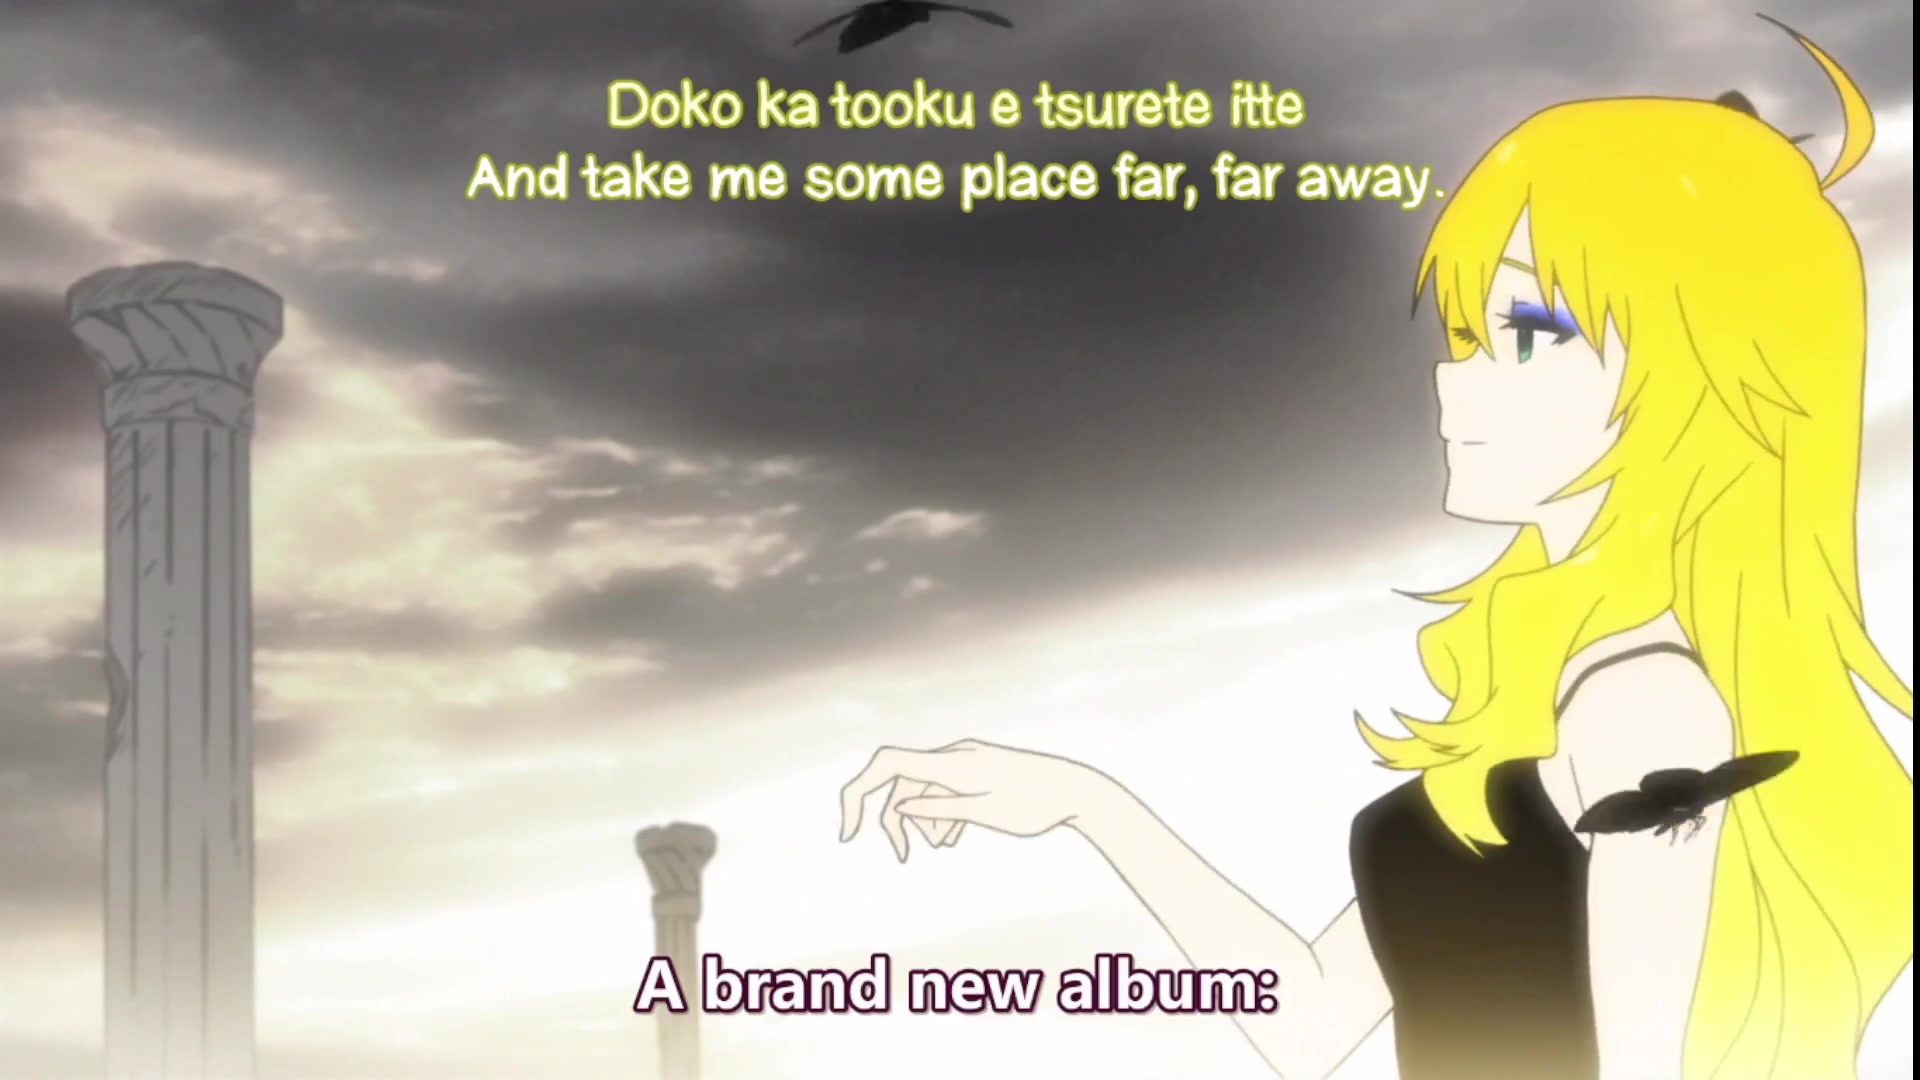 Doko ka tooku e tsurete itte
And take me some place far, far away.
A brand new album: